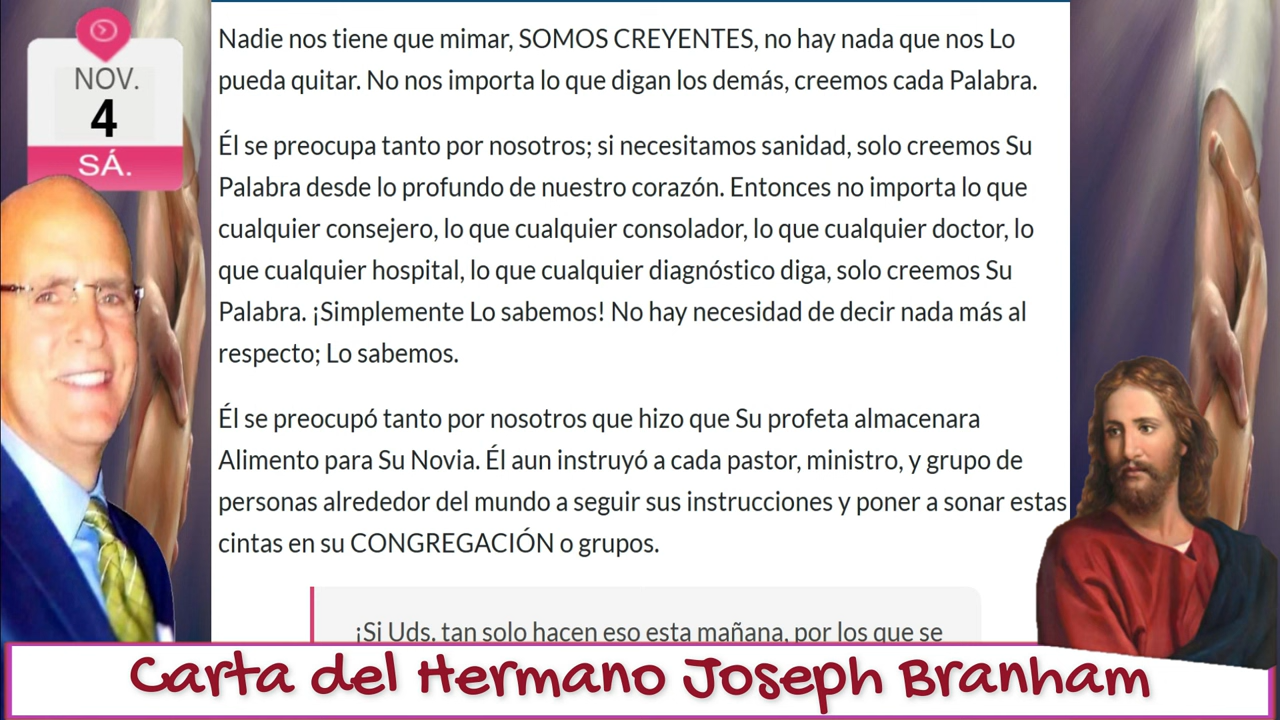 NOV.
4
SÁ.
Nadie nos tiene que mimar, SOMOS CREYENTES, no hay nada que nos Lo
pueda quitar. No nos importa lo que digan los demás, creemos cada Palabra.
Él se preocupa tanto por nosotros; si necesitamos sanidad, solo creemos Su
Palabra desde lo profundo de nuestro corazón. Entonces no importa lo que
cualquier consejero, lo que cualquier consolador, lo que cualquier doctor, lo
que cualquier hospital, lo que cualquier diagnóstico diga, solo creemos Su
Palabra. ¡Simplemente Lo sabemos! No hay necesidad de decir nada más al
respecto; Lo sabemos.
Él se preocupó tanto por nosotros que hizo que Su profeta almacenara
Alimento para Su Novia. Él aun instruyó a cada pastor, ministro, y grupo de
personas alrededor del mundo a seguir sus instrucciones y poner a sonar estas
cintas en su CONGREGACIÓN o grupos.
¡Si Uds. tan solo hacen eso esta mañana, por los que se
Carta del Hermano Joseph Branham